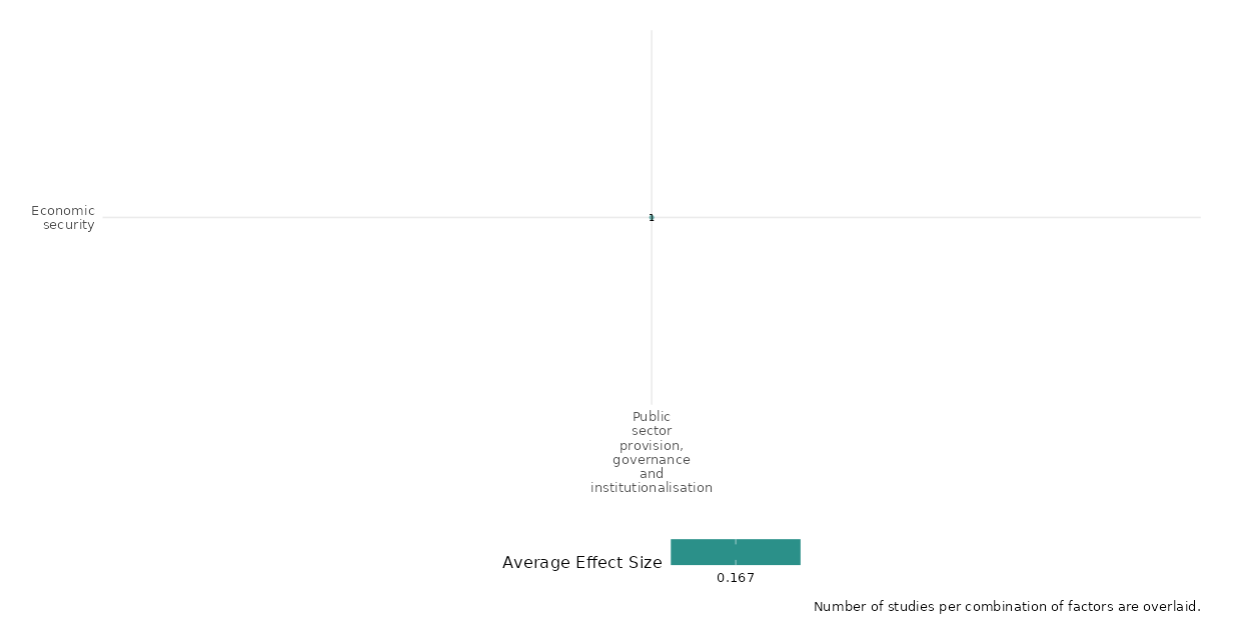 Economic
security
1
Public
sector
provision,
governance
and
institutionalisation
Average Effect Size
0.167
Number of studies per combination of factors are overlaid.